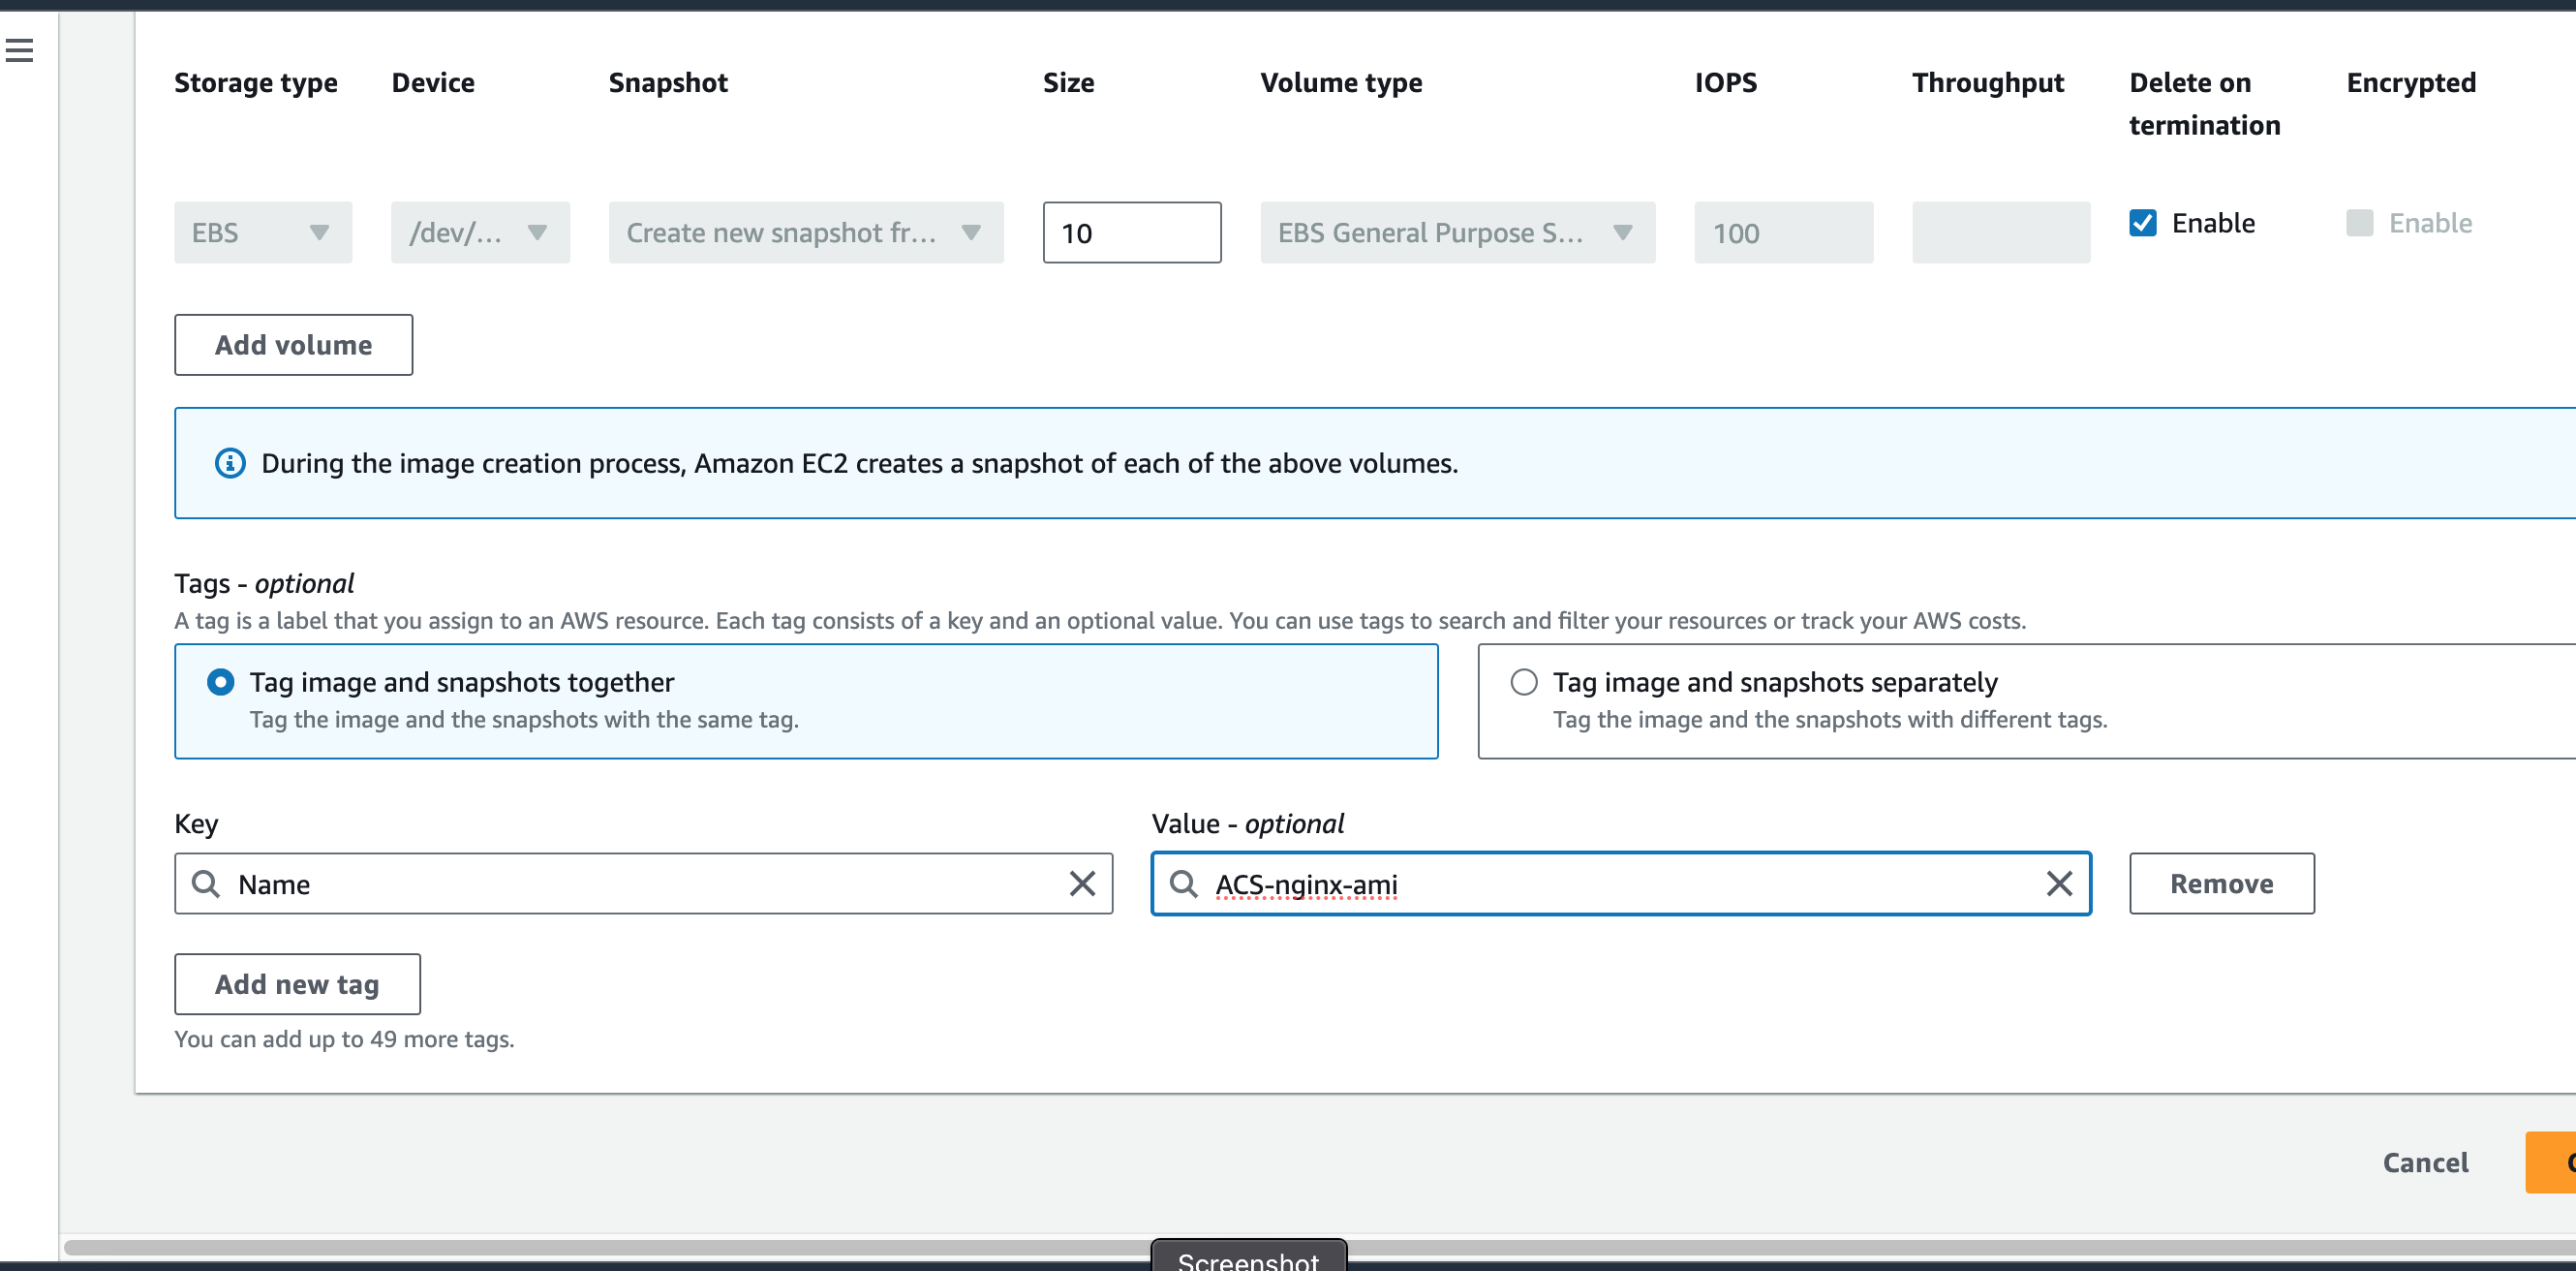 Storage type Device Snapshot Size Volume type IOPS Throughput Delete on termination Encrypted
EBS /dev/... Create new snapshot fr... 10 EBS General Purpose S... 100 Enable Enable
Add volume
During the image creation process, Amazon EC2 creates a snapshot of each of the above volumes.
Tags - optional
A tag is a label that you assign to an AWS resource. Each tag consists of a key and an optional value. You can use tags to search and filter your resources or track your AWS costs.
Tag image and snapshots together
Tag the image and the snapshots with the same tag.
Tag image and snapshots separately
Tag the image and the snapshots with different tags.
Key Value - optional
Name ACS-nginx-ami Remove
Add new tag
You can add up to 49 more tags.
Cancel
Screenshot